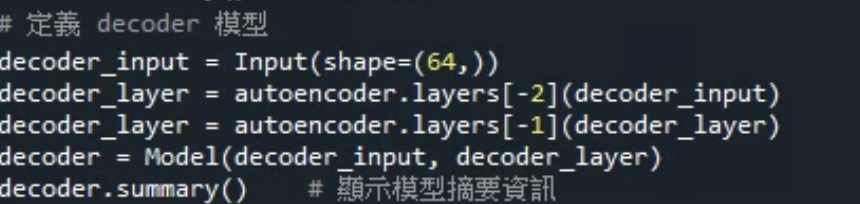 # 定義 decoder 模型
decoder_input = Input(shape=(64,))
decoder_layer = autoencoder.layers[-2](decoder_input)
decoder_layer = autoencoder.layers[-1](decoder_layer)
decoder = Model(decoder_input, decoder_layer)
decoder.summary()    # 顯示模型摘要資訊